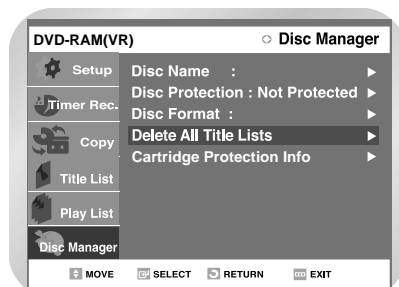 DVD-RAM(VR) Disc Manager
Setup
Timer Rec.
Copy
Title List
Play List
Disc Manager
Disc Name :
Disc Protection : Not Protected
Disc Format :
Delete All Title Lists
Cartridge Protection Info
MOVE SELECT RETURN EXIT